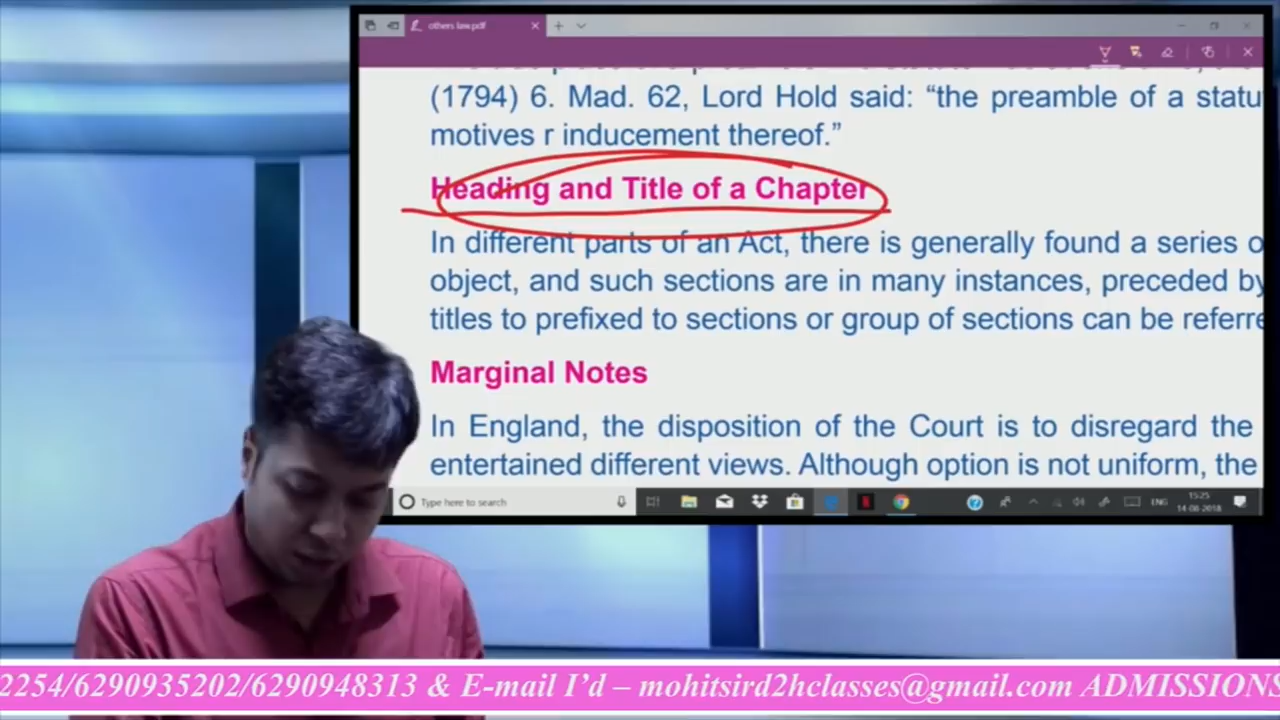 others law.pdf
(1794) 6. Mad. 62, Lord Hold said: “the preamble of a statu
motives r inducement thereof.”
Heading and Title of a Chapter
In different parts of an Act, there is generally found a series o
object, and such sections are in many instances, preceded by
titles to prefixed to sections or group of sections can be referre
Marginal Notes
In England, the disposition of the Court is to disregard the
entertained different views. Although option is not uniform, the
Type here to search
ENG
15:25
14-08-2018
2254/6290935202/6290948313 & E-mail I’d – mohitsird2hclasses@gmail.com ADMISSIONS